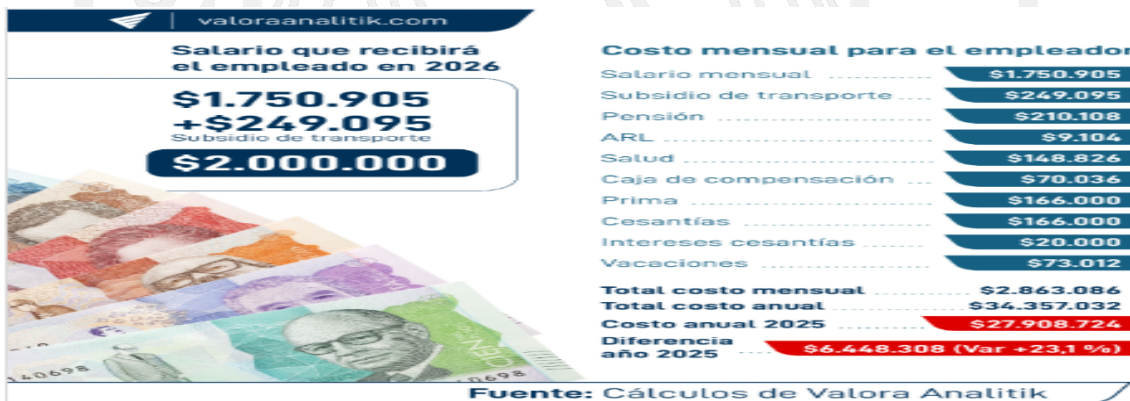 valoraanalitik.com
Salario que recibirá
el empleado en 2026
$1.750.905
+$249.095
Subsidio de transporte
$2.000.000
Costo mensual para el empleador
Salario mensual $1.750.905
Subsidio de transporte $249.095
Pensión $210.108
ARL $9.104
Salud $148.826
Caja de compensación $70.036
Prima $166.000
Cesantías $166.000
Intereses cesantías $20.000
Vacaciones $73.012
Total costo mensual $2.863.086
Total costo anual $34.357.032
Costo anual 2025 $27.908.724
Diferencia
año 2025 $6.448.308 (Var +23,1 %)
140698
140698
CIEN
Fuente: Cálculos de Valora Analitik